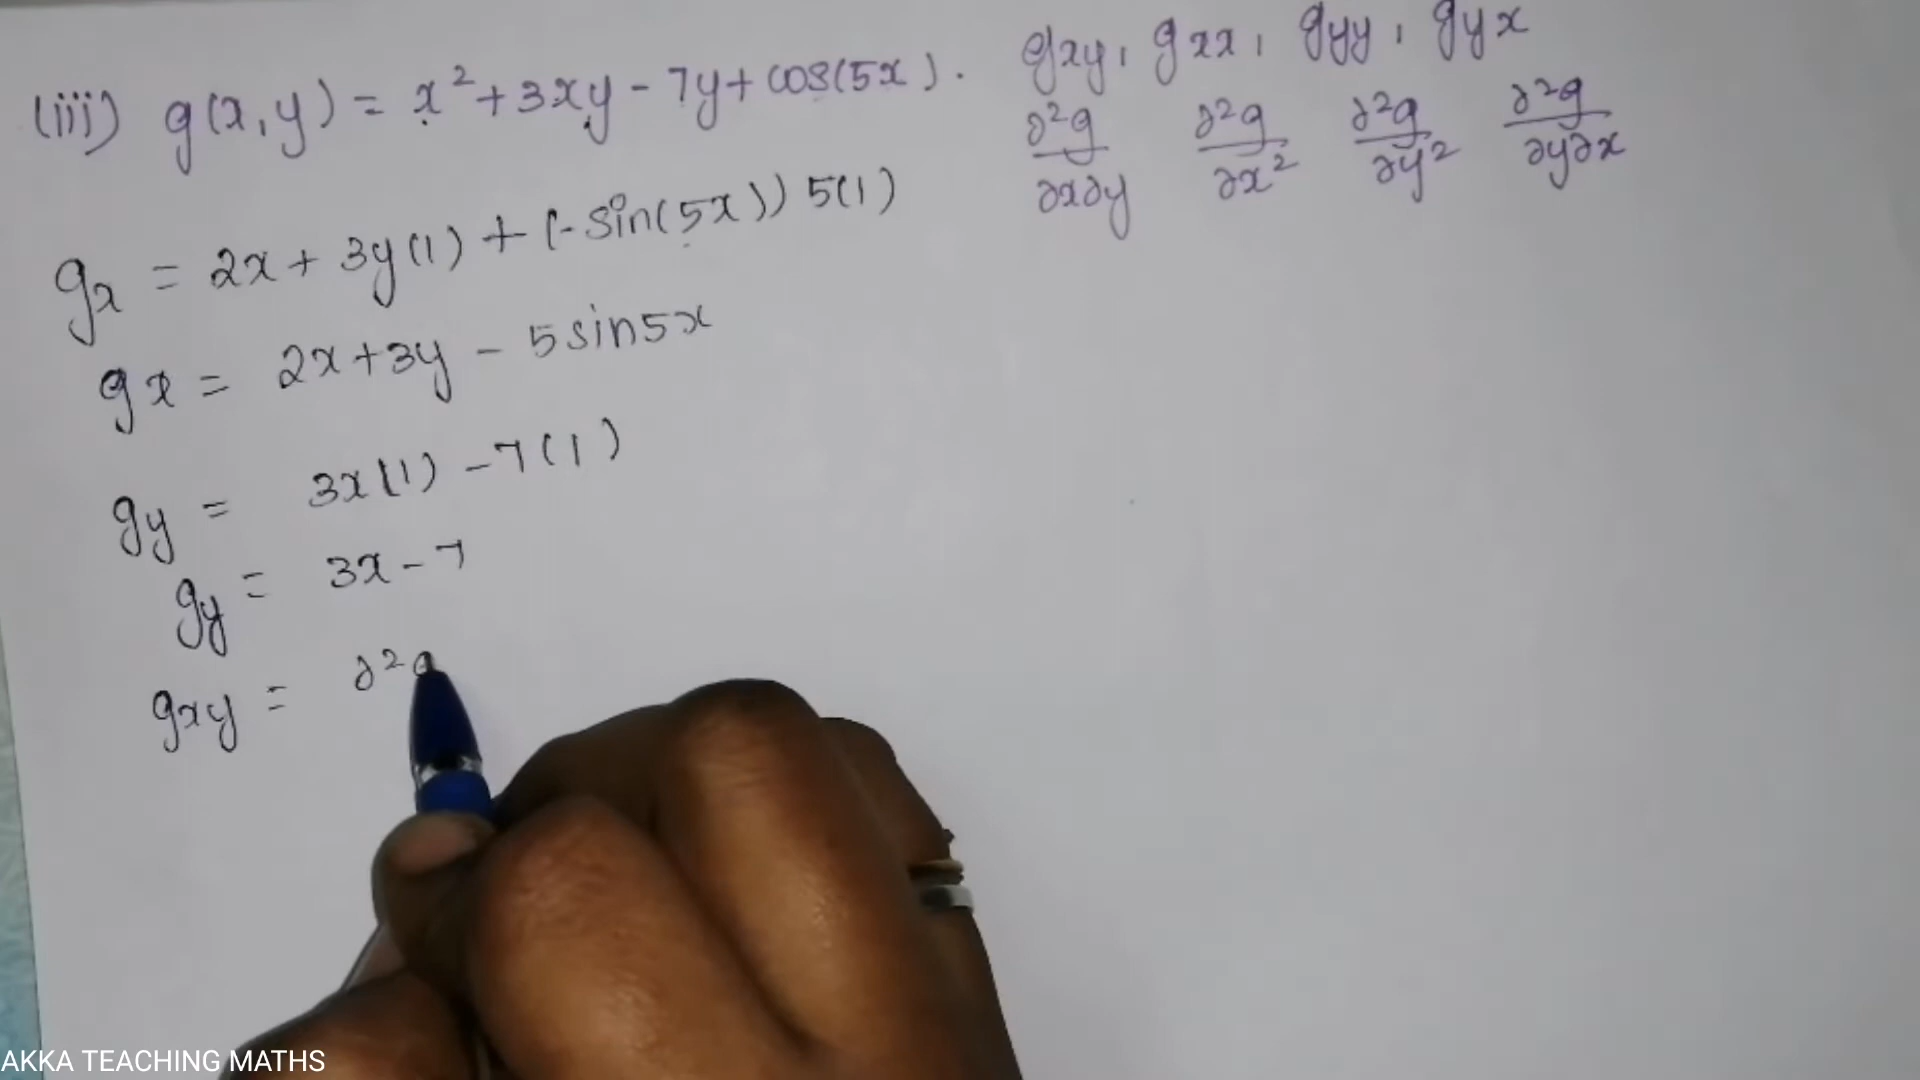 (iii) g(x,y) = x² + 3xy - 7y + cos(5x). gxy, gxx, gyy, gyx
∂²g/∂x∂y ∂²g/∂x² ∂²g/∂y² ∂²g/∂y∂x
gx = 2x + 3y(1) + (-sin(5x)) 5(1)
gx = 2x + 3y - 5sin5x
gy = 3x(1) - 7(1)
gy = 3x - 7
gxy = ∂²g
AKKA TEACHING MATHS